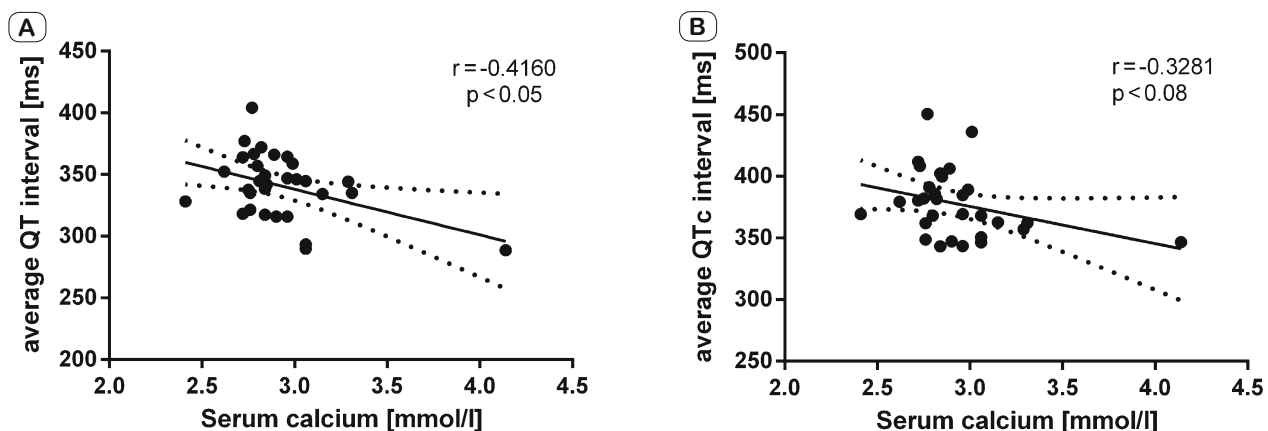 A
average QT interval [ms]
450
400
350
300
250
200
r=-0.4160
p<0.05
2.0 2.5 3.0 3.5 4.0 4.5
Serum calcium [mmol/l]
B
average QTc interval [ms]
500
450
400
350
300
250
r=-0.3281
p<0.08
2.0 2.5 3.0 3.5 4.0 4.5
Serum calcium [mmol/l]